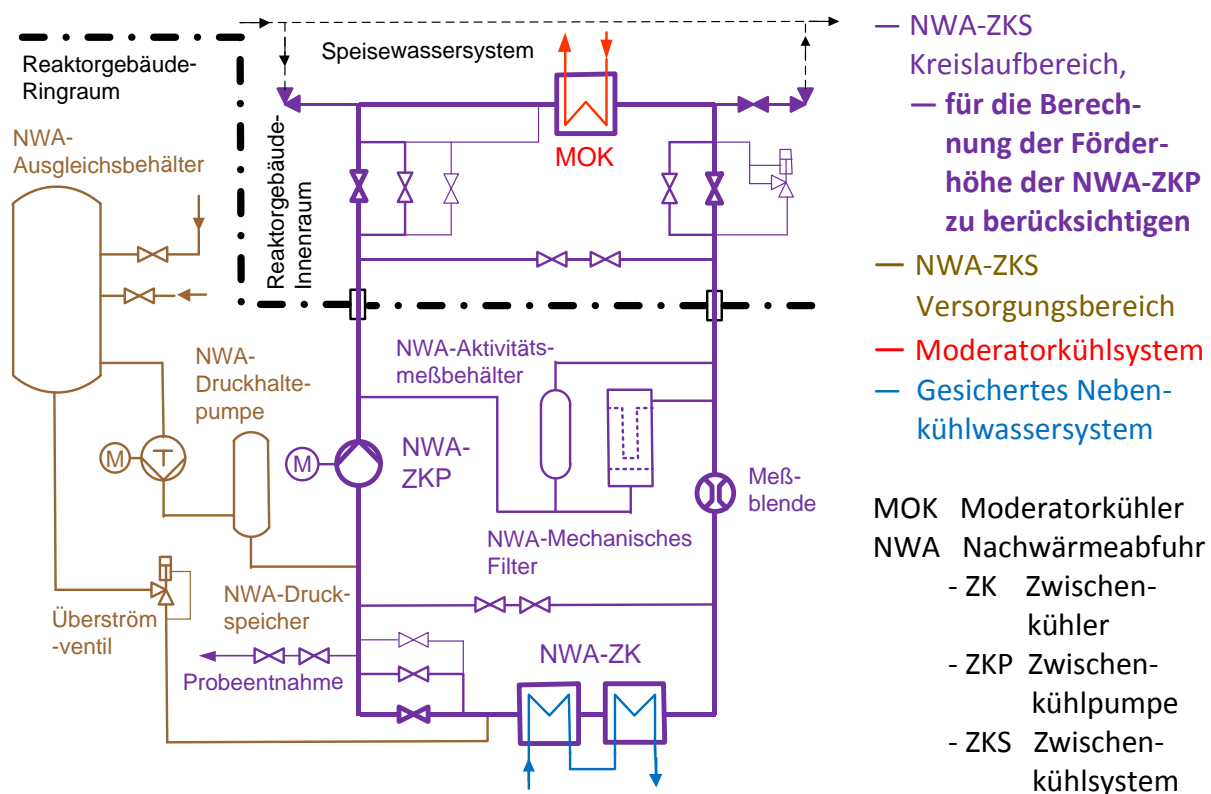 Speisewassersystem
Reaktorgebäude-
Ringraum
Reaktorgebäude-
Innenraum
NWA-
Ausgleichsbehälter
MOK
NWA-
Druckhalte-
pumpe
NWA-Aktivitäts-
meßbehälter
M
T
M
NWA-
ZKP
Meß-
blende
NWA-Mechanisches
Filter
NWA-Druck-
speicher
Überström
-ventil
Probeentnahme
NWA-ZK
— NWA-ZKS
Kreislaufbereich,
— für die Berech-
nung der Förder-
höhe der NWA-ZKP
zu berücksichtigen
— NWA-ZKS
Versorgungsbereich
— Moderatorkühlsystem
— Gesichertes Neben-
kühlwassersystem
MOK Moderatorkühler
NWA Nachwärmeabfuhr
- ZK Zwischen-
kühler
- ZKP Zwischen-
kühlpumpe
- ZKS Zwischen-
kühlsystem